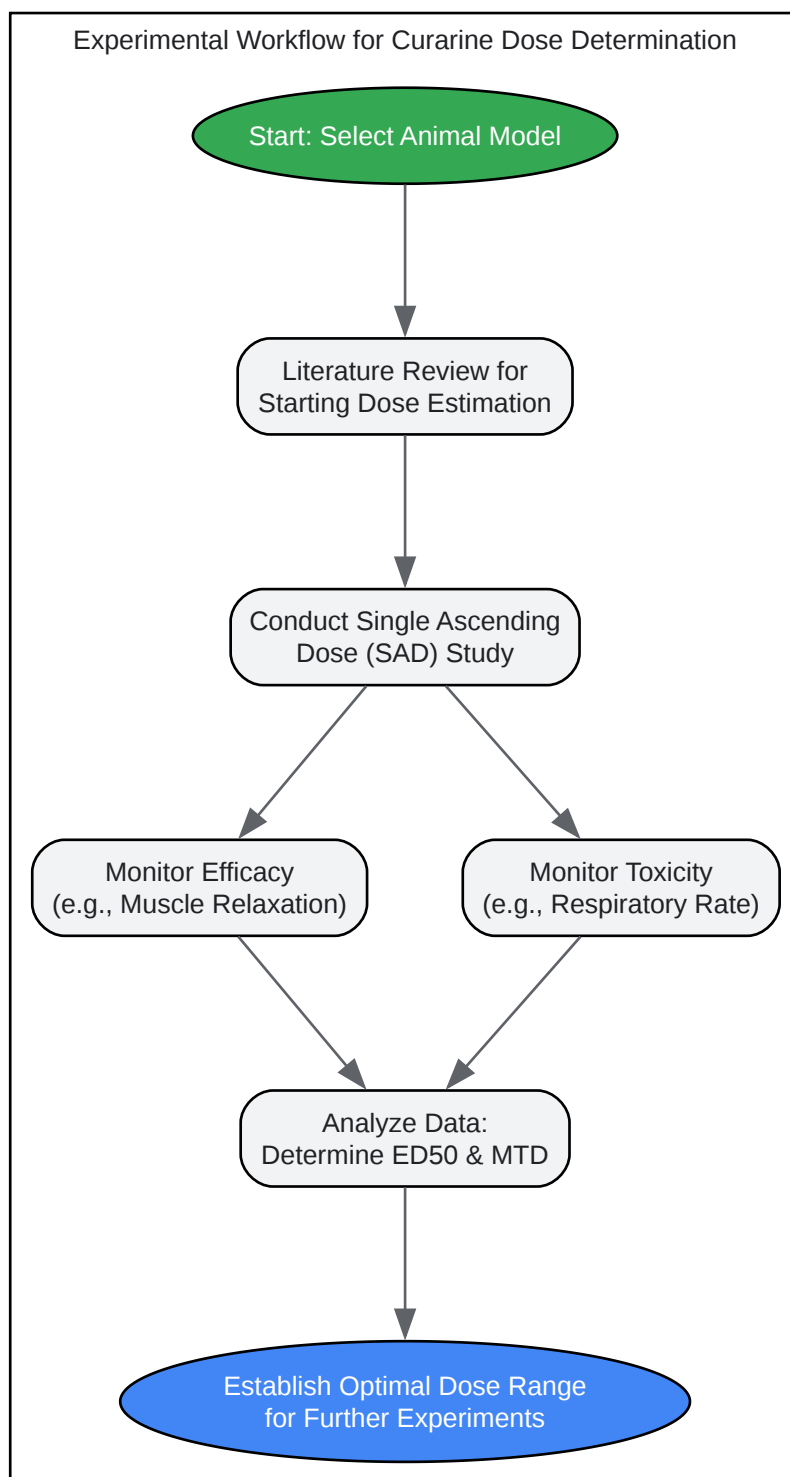 Experimental Workflow for Curarine Dose Determination
Start: Select Animal Model
Literature Review for
Starting Dose Estimation
Conduct Single Ascending
Dose (SAD) Study
Monitor Efficacy
(e.g., Muscle Relaxation)
Monitor Toxicity
(e.g., Respiratory Rate)
Analyze Data:
Determine ED50 & MTD
Establish Optimal Dose Range
for Further Experiments